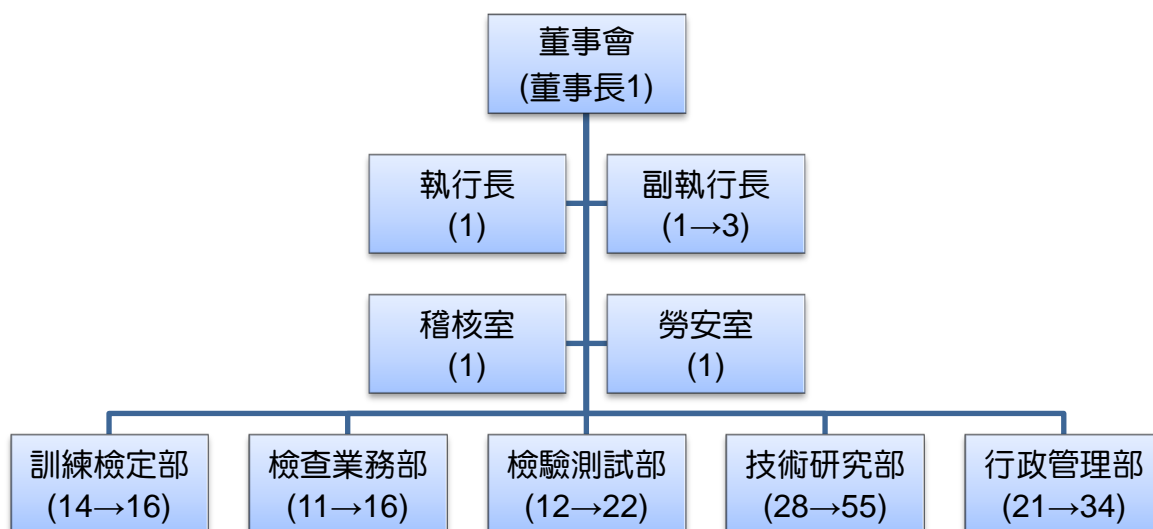 董事會
(董事長1)
執行長
(1)
副執行長
(1→3)
稽核室
(1)
勞安室
(1)
訓練檢定部
(14→16)
檢查業務部
(11→16)
檢驗測試部
(12→22)
技術研究部
(28→55)
行政管理部
(21→34)